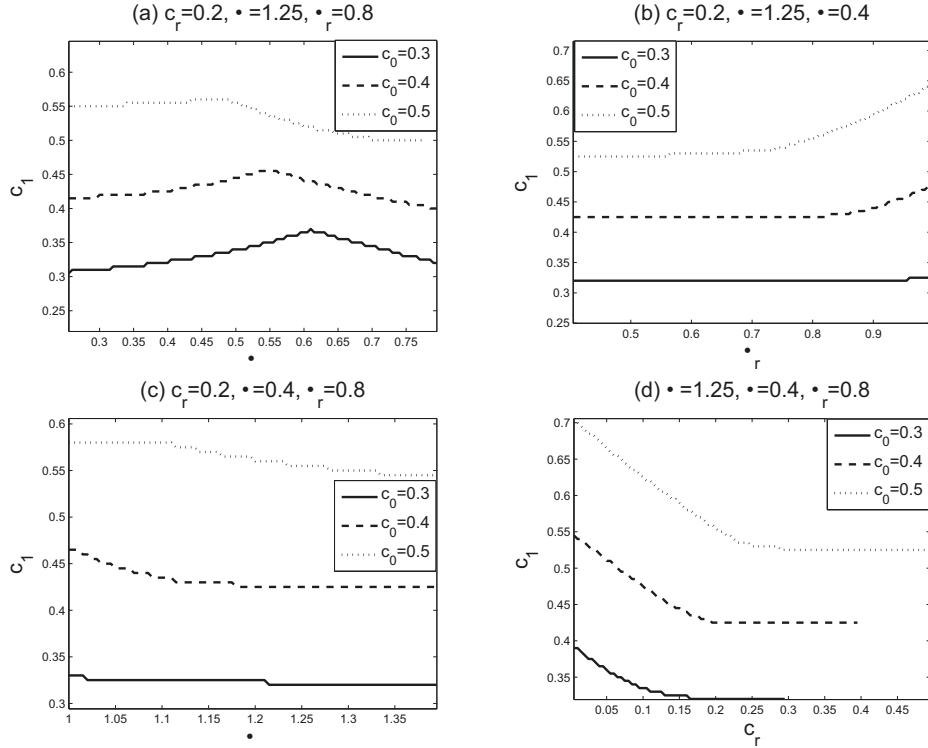 (a) c_r=0.2, •=1.25, •_r=0.8
0.6
0.55
0.5
0.45
0.4
0.35
0.3
0.25
c_1
c_0=0.3
c_0=0.4
c_0=0.5
0.3 0.35 0.4 0.45 0.5 0.55 0.6 0.65 0.7 0.75
•
(b) c_r=0.2, •=1.25, •=0.4
0.7
0.65
0.6
0.55
0.5
0.45
0.4
0.35
0.3
0.25
c_1
c_0=0.3
c_0=0.4
c_0=0.5
0.5 0.6 0.7 0.8 0.9
•_r
(c) c_r=0.2, •=0.4, •_r=0.8
0.6
0.55
0.5
0.45
0.4
0.35
0.3
c_1
c_0=0.3
c_0=0.4
c_0=0.5
1 1.05 1.1 1.15 1.2 1.25 1.3 1.35
•
(d) •=1.25, •=0.4, •_r=0.8
0.7
0.65
0.6
0.55
0.5
0.45
0.4
0.35
c_1
c_0=0.3
c_0=0.4
c_0=0.5
0.05 0.1 0.15 0.2 0.25 0.3 0.35 0.4 0.45
c_r